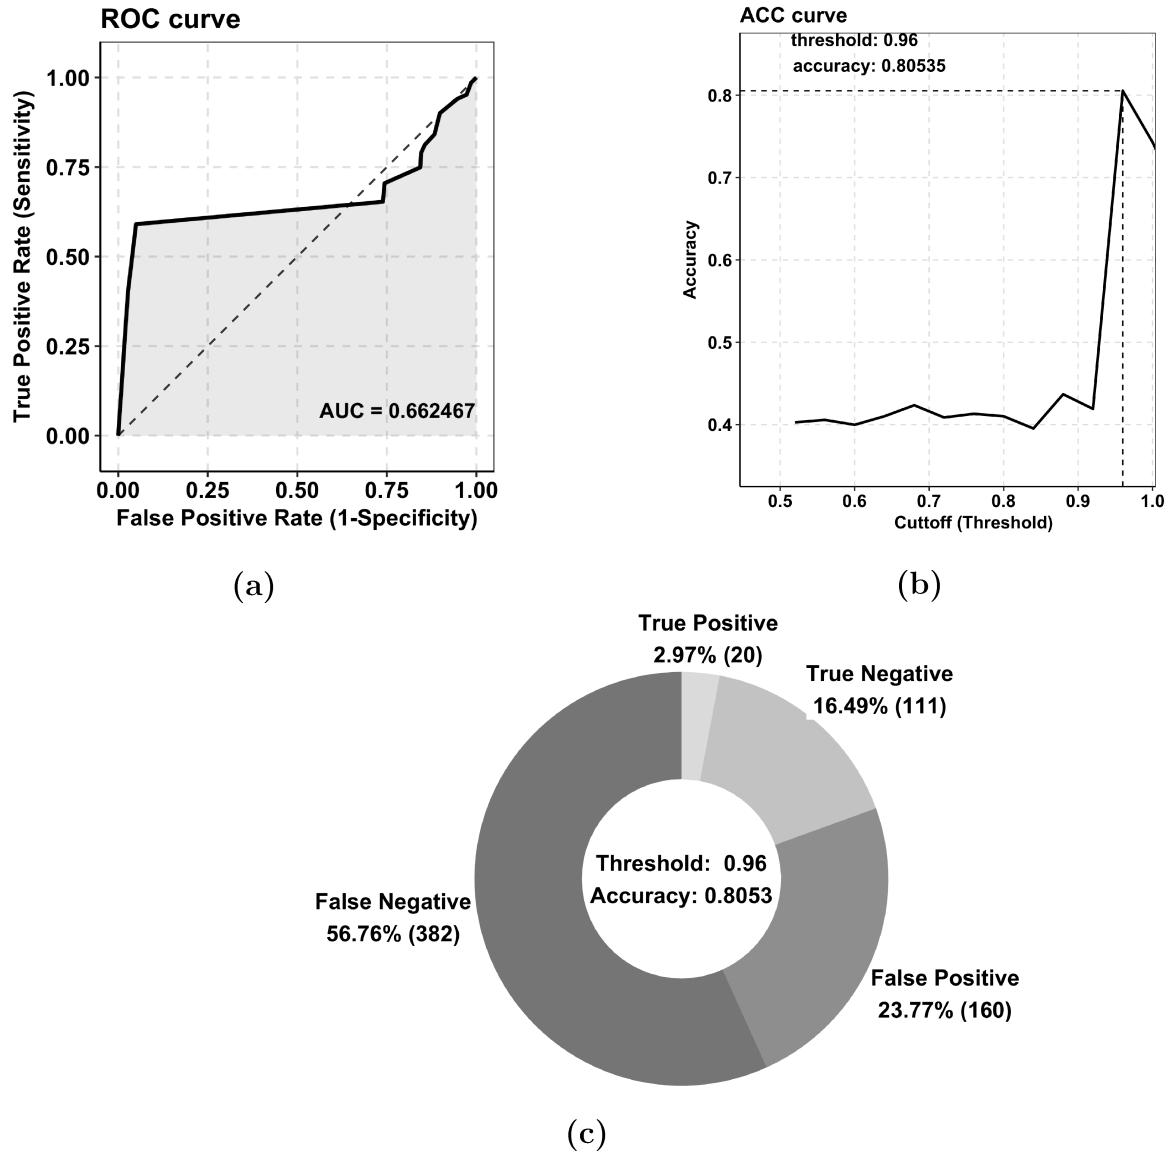 ROC curve
True Positive Rate (Sensitivity)
1.00
0.75
0.50
0.25
0.00
AUC = 0.662467
0.00 0.25 0.50 0.75 1.00
False Positive Rate (1-Specificity)
(a)
ACC curve
threshold: 0.96
accuracy: 0.80535
Accuracy
0.8
0.7
0.6
0.5
0.4
0.5 0.6 0.7 0.8 0.9 1.0
Cuttoff (Threshold)
(b)
True Positive
2.97% (20)
True Negative
16.49% (111)
Threshold: 0.96
Accuracy: 0.8053
False Negative
56.76% (382)
False Positive
23.77% (160)
(c)